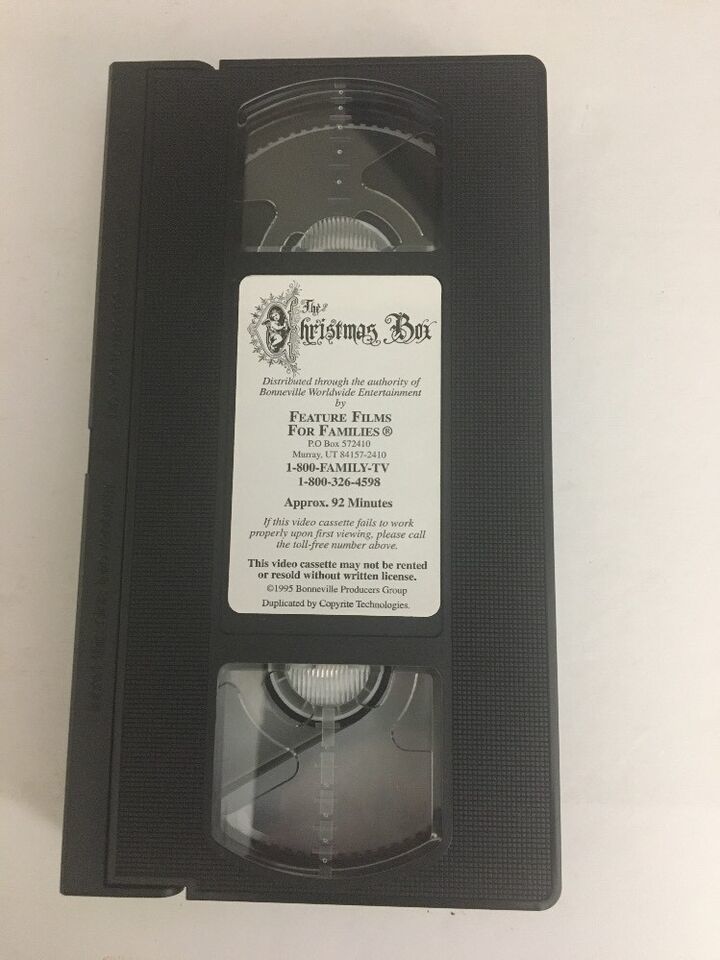 The
Christmas Box
Distributed through the authority of
Bonneville Worldwide Entertainment
by
FEATURE FILMS
FOR FAMILIES®
P.O Box 572410
Murray, UT 84157-2410
1-800-FAMILY-TV
1-800-326-4598
Approx. 92 Minutes
If this video cassette fails to work
properly upon first viewing, please call
the toll-free number above.
This video cassette may not be rented
or resold without written license.
©1995 Bonneville Producers Group
Duplicated by Copyrite Technologies.